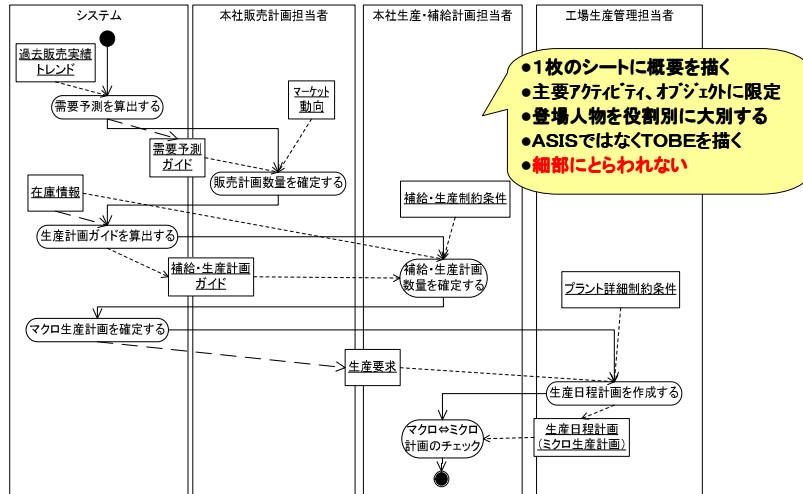 システム
本社販売計画担当者
本社生産・補給計画担当者
工場生産管理担当者
過去販売実績
トレンド
●1枚のシートに概要を描く
●主要アクティビティ、オブジェクトに限定
●登場人物を役割別に大別する
●ASISではなくTOBEを描く
●細部にとらわれない
需要予測を算出する
マーケット
動向
需要予測
ガイド
販売計画数量を確定する
在庫情報
補給・生産制約条件
生産計画ガイドを算出する
補給・生産計画
ガイド
補給・生産計画
数量を確定する
プラント詳細制約条件
マクロ生産計画を確定する
生産要求
生産日程計画を作成する
マクロ⇔ミクロ
計画のチェック
生産日程計画
(ミクロ生産計画)